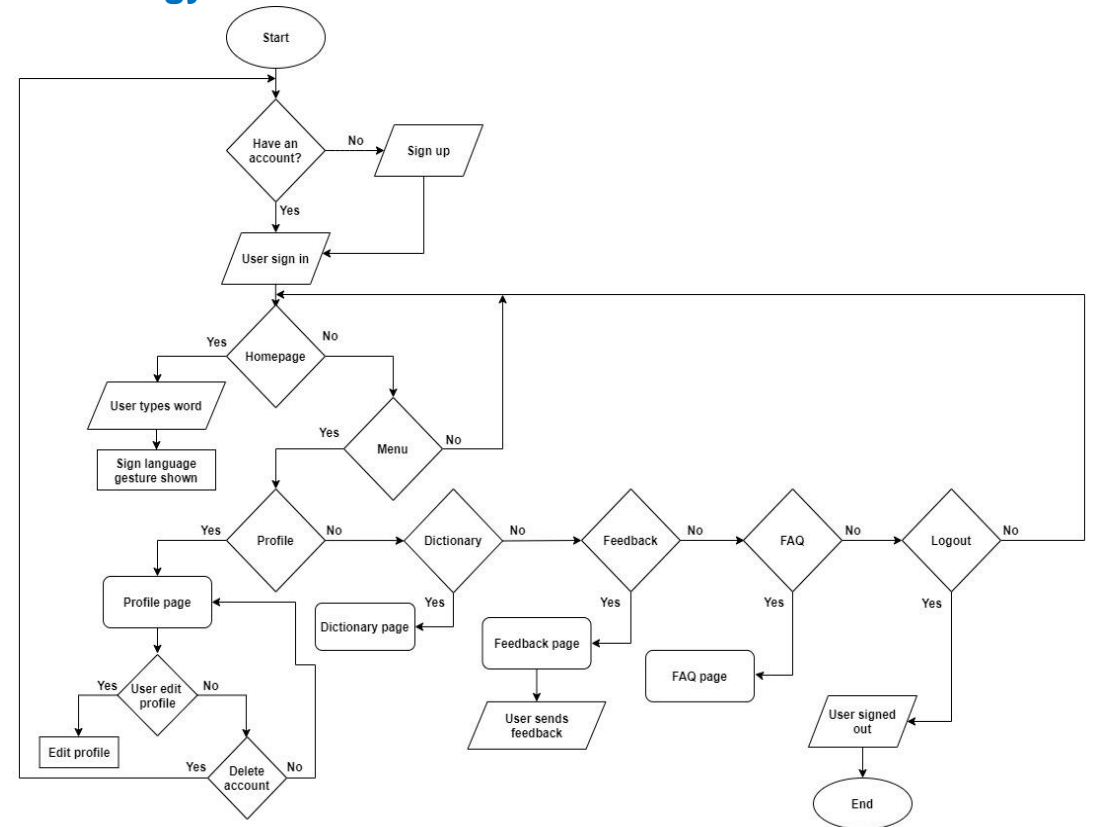 Start
Have an
account?
No
Sign up
Yes
User sign in
Yes
No
Homepage
User types word
Yes
Menu
No
Sign language
gesture shown
Yes
Profile
No
Dictionary
No
Feedback
No
FAQ
No
Logout
No
Profile page
Yes
Dictionary page
Yes
Feedback page
Yes
FAQ page
Yes
Yes
User edit
profile
No
User sends
feedback
User signed
out
Edit profile
Yes
Delete
account
No
End